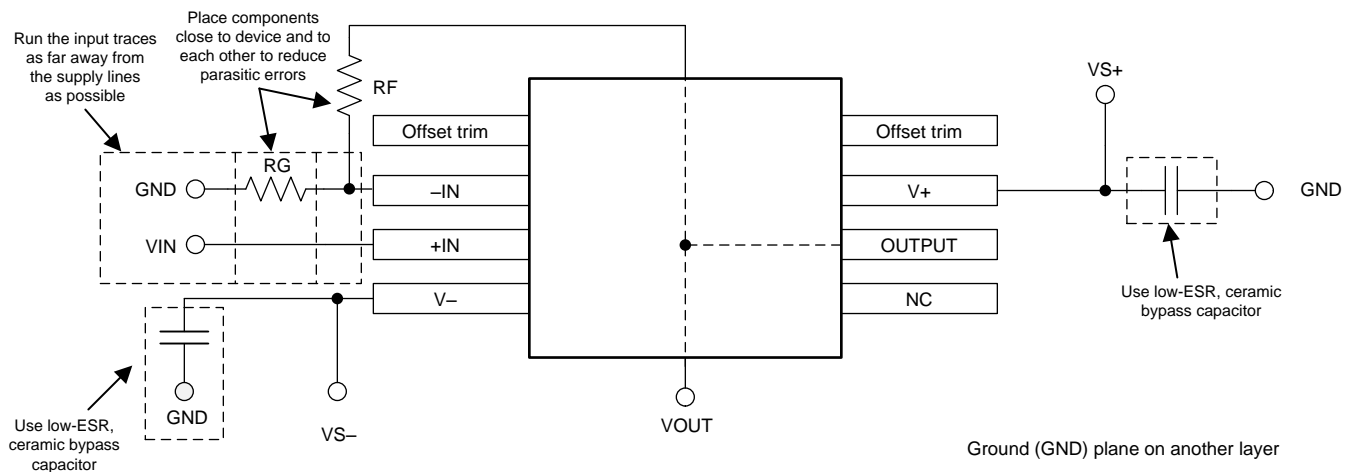 Place components
close to device and to
each other to reduce
parasitic errors
Run the input traces
as far away from
the supply lines
as possible
RF
VS+
Offset trim
Offset trim
RG
GND
–IN
V+
GND
VIN
+IN
OUTPUT
V–
NC
Use low-ESR, ceramic
bypass capacitor
GND
VS–
VOUT
Use low-ESR,
ceramic bypass
capacitor
Ground (GND) plane on another layer